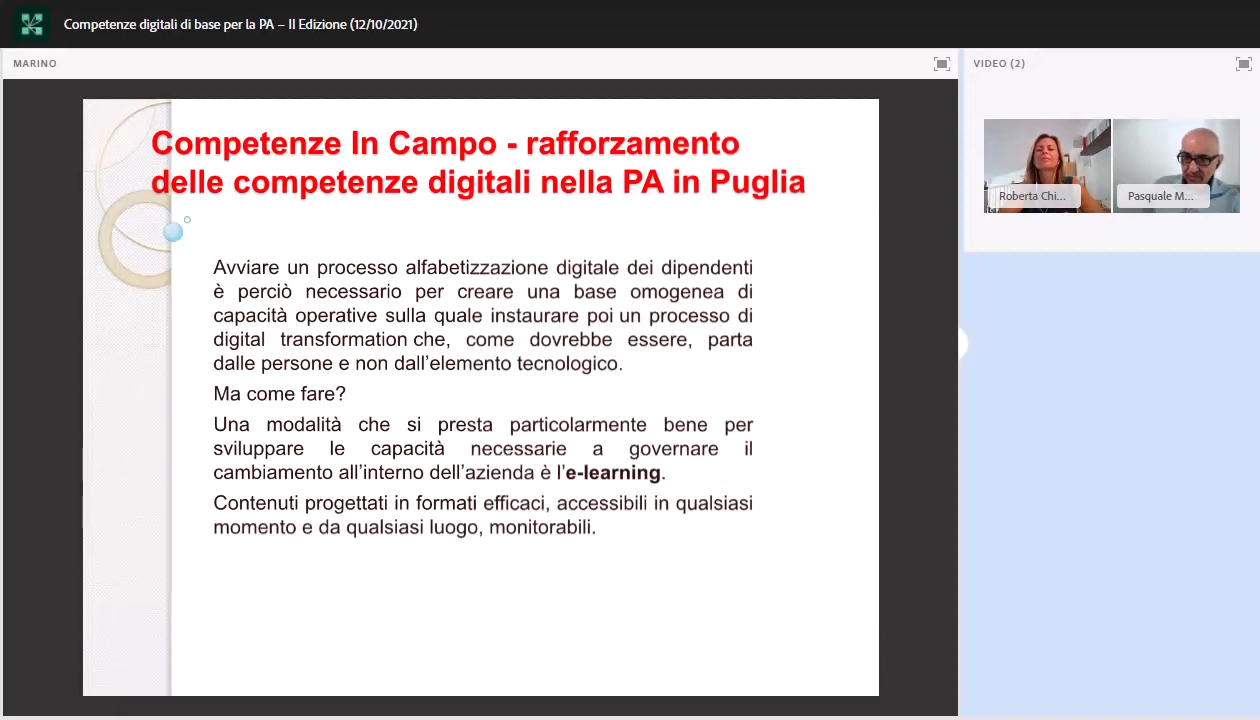 Competenze digitali di base per la PA – II Edizione (12/10/2021)
MARINO
VIDEO (2)
Competenze In Campo - rafforzamento
delle competenze digitali nella PA in Puglia
Avviare un processo alfabetizzazione digitale dei dipendenti
è perciò necessario per creare una base omogenea di
capacità operative sulla quale instaurare poi un processo di
digital transformation che, come dovrebbe essere, parta
dalle persone e non dall’elemento tecnologico.
Ma come fare?
Una modalità che si presta particolarmente bene per
sviluppare le capacità necessarie a governare il
cambiamento all’interno dell’azienda è l’e-learning.
Contenuti progettati in formati efficaci, accessibili in qualsiasi
momento e da qualsiasi luogo, monitorabili.
Roberta Chi...
Pasquale M...